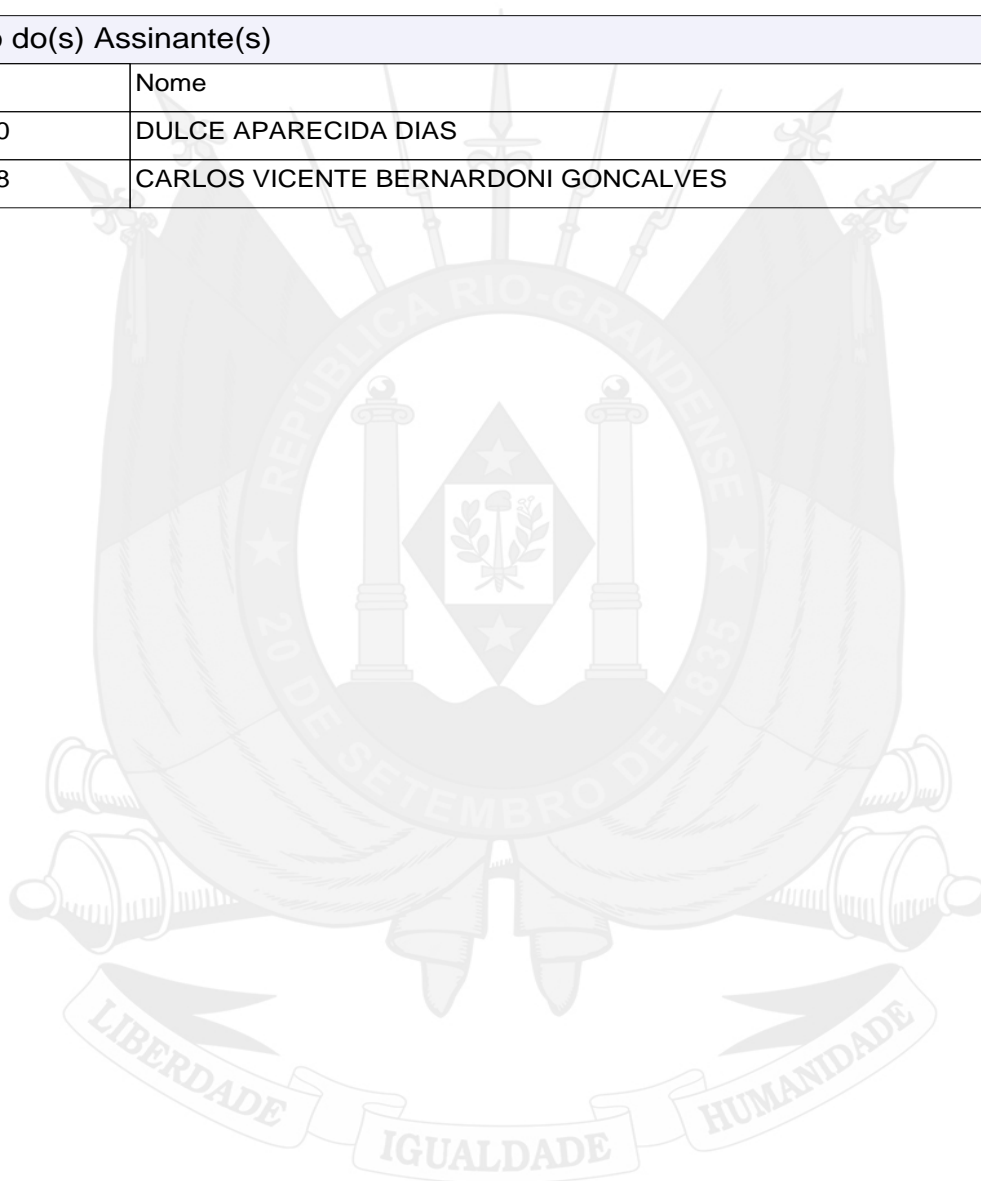 do(s) Assinante(s)
Nome
0 DULCE APARECIDA DIAS
8 CARLOS VICENTE BERNARDONI GONCALVES
REPÚBLICA RIO-GRANDENSE
20 DE SETEMBRO DE 1835
LIBERDADE IGUALDADE HUMANIDADE